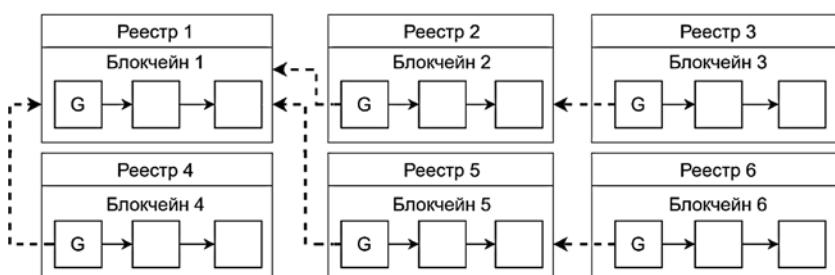 Реестр 1
Блокчейн 1
G
Реестр 2
Блокчейн 2
G
Реестр 3
Блокчейн 3
G
Реестр 4
Блокчейн 4
G
Реестр 5
Блокчейн 5
G
Реестр 6
Блокчейн 6
G